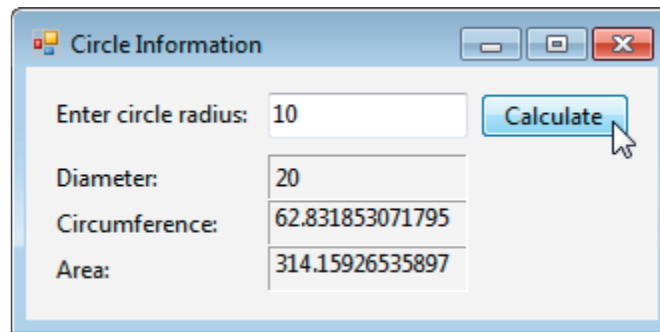 Circle Information
Enter circle radius: 10 Calculate
Diameter: 20
Circumference: 62.831853071795
Area: 314.15926535897